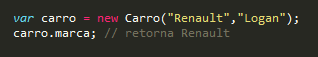 var carro = new Carro("Renault","Logan");
carro.marca; // retorna Renault